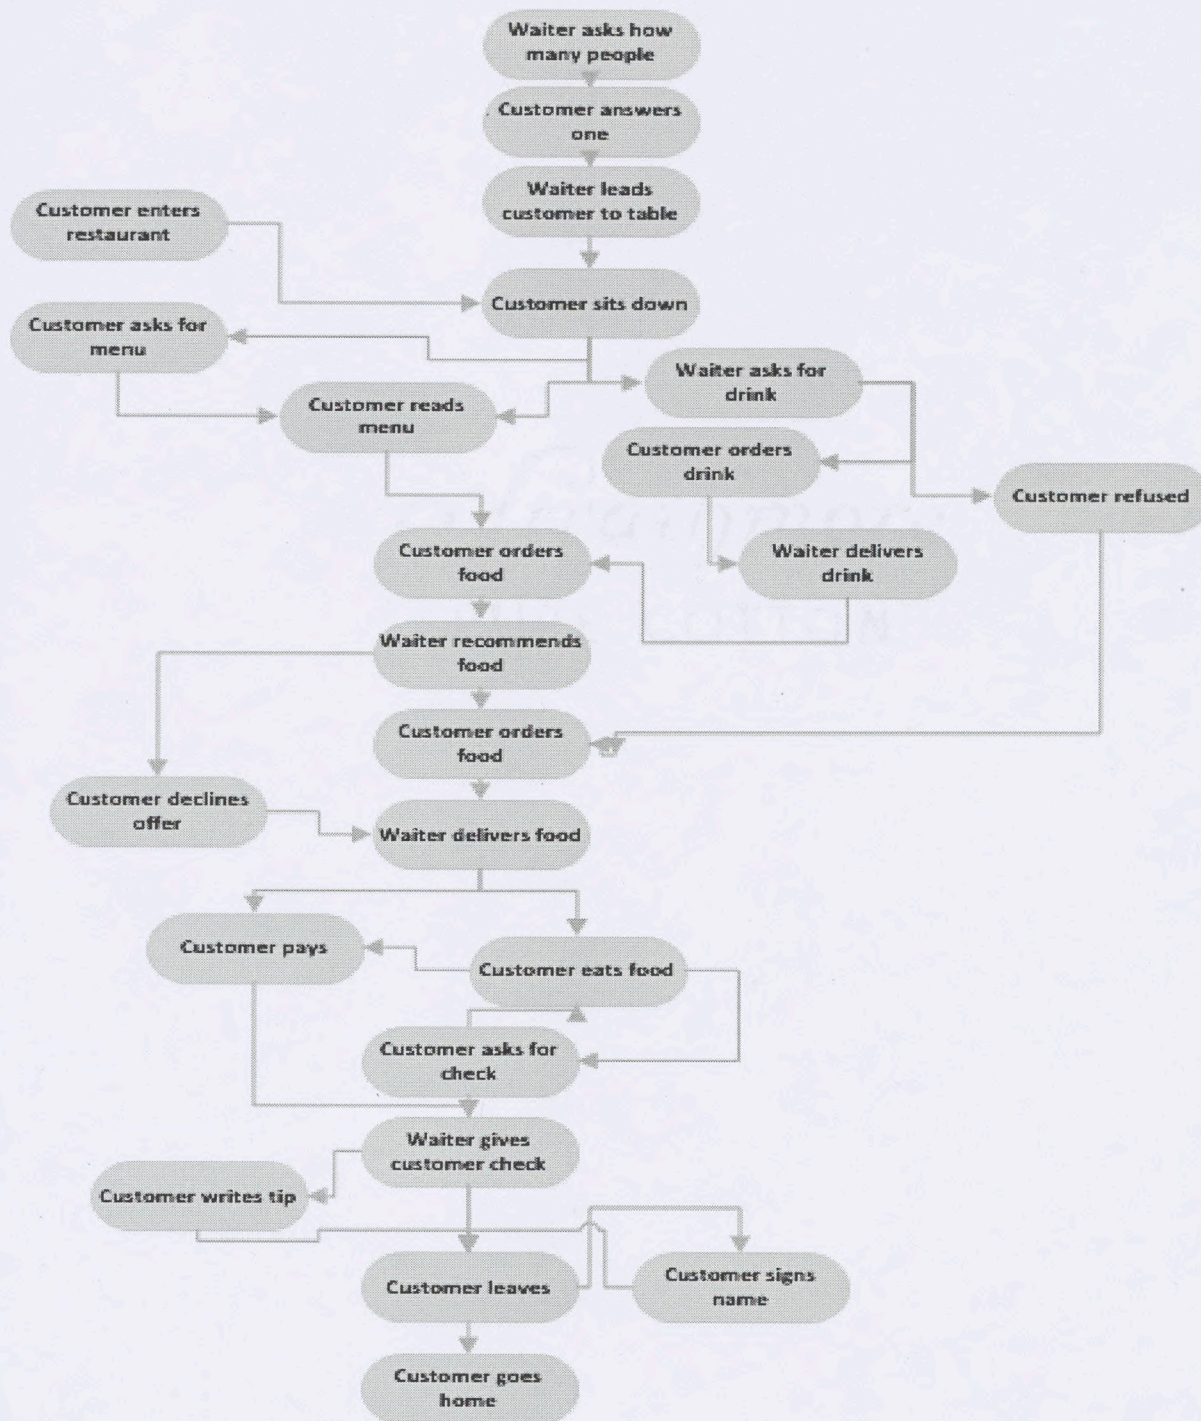 Waiter asks how
many people
Customer answers
one
Waiter leads
customer to table
Customer enters
restaurant
Customer sits down
Customer asks for
menu
Waiter asks for
drink
Customer reads
menu
Customer orders
drink
Customer refused
Customer orders
food
Waiter delivers
drink
Waiter recommends
food
Customer orders
food
Customer declines
offer
Waiter delivers food
Customer pays
Customer eats food
Customer asks for
check
Waiter gives
customer check
Customer writes tip
Customer leaves
Customer signs
name
Customer goes
home